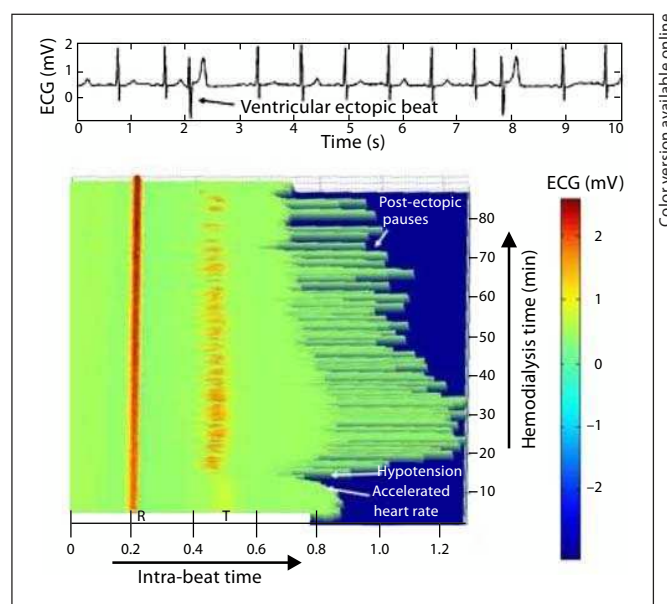 Color version available online
2
1
0
ECG (mV)
Ventricular ectopic beat
0 1 2 3 4 5 6 7 8 9 10
Time (s)
ECG (mV)
Post-ectopic
pauses
80
70
60
50
40
30
20
10
Hemodialysis time (min)
2
1
0
–1
–2
Hypotension
Accelerated
heart rate
R T
0 0.2 0.4 0.6 0.8 1.0 1.2
Intra-beat time